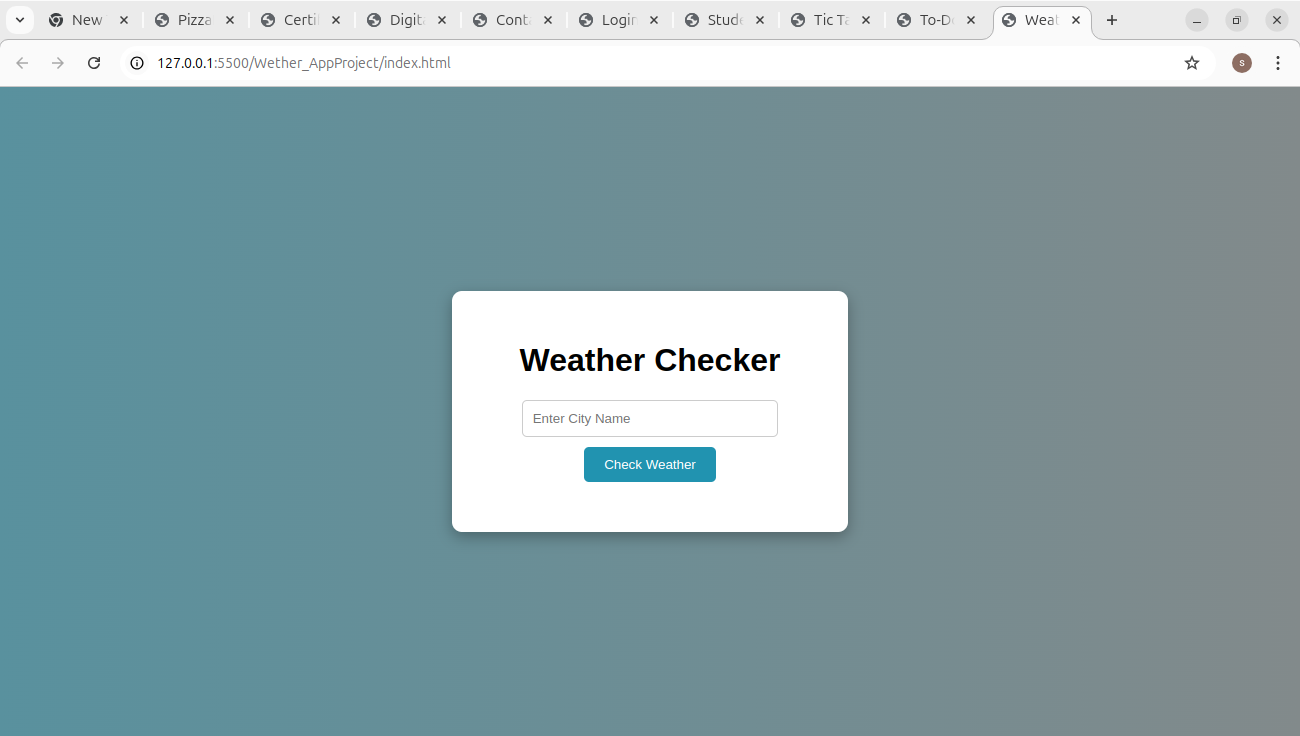 New Pizza Certi Digit Cont Login Stude Tic Ta To-D Weat
127.0.0.1:5500/Wether_AppProject/index.html
S
Weather Checker
Enter City Name
Check Weather